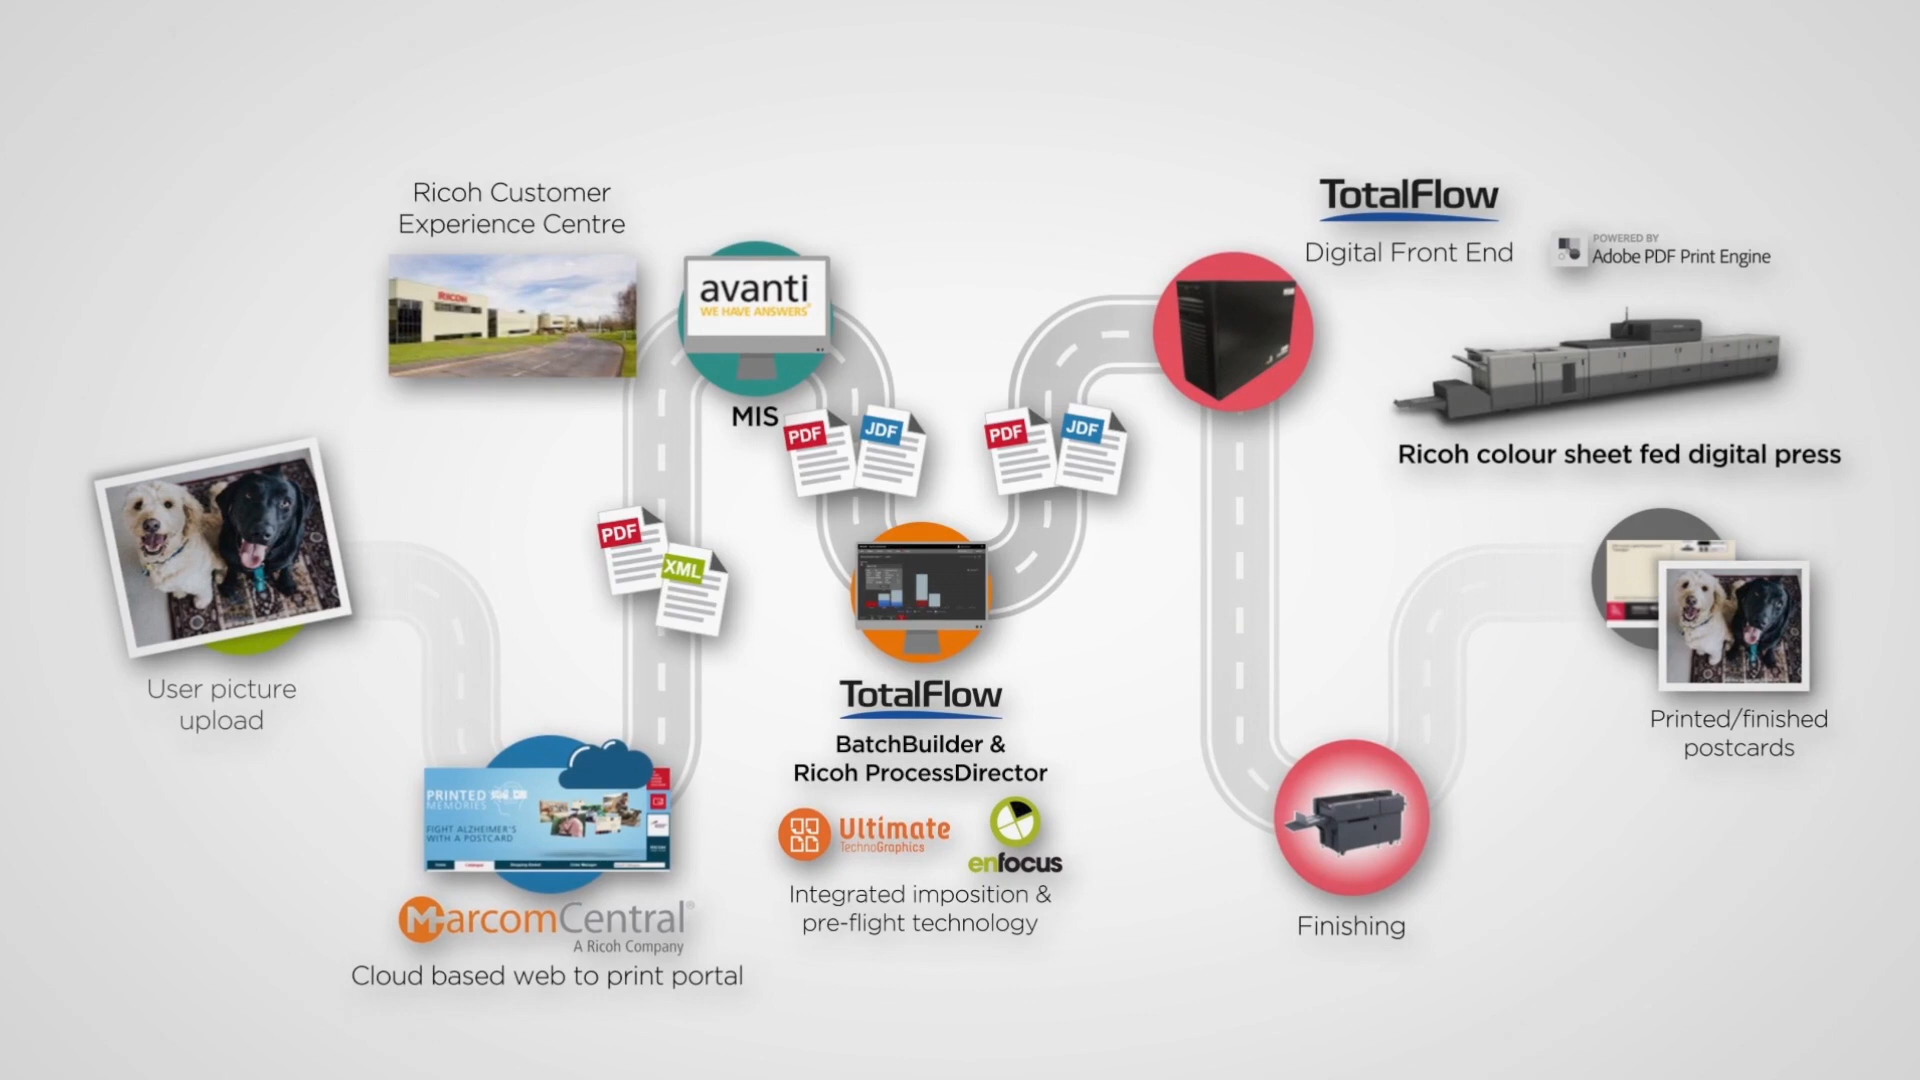 Ricoh Customer
Experience Centre
RICOH
avanti
WE HAVE ANSWERS
MIS
PDF
JDF
PDF
JDF
TotalFlow
Digital Front End
POWERED BY
Adobe PDF Print Engine
Ricoh colour sheet fed digital press
PDF
XML
User picture
upload
PRINTED
MEMORIES
FIGHT ALZHEIMER'S
WITH A POSTCARD
MarcomCentral®
A Ricoh Company
Cloud based web to print portal
TotalFlow
BatchBuilder &
Ricoh ProcessDirector
Ultimate
TechnoGraphics
enfocus
Integrated imposition &
pre-flight technology
Finishing
Printed/finished
postcards